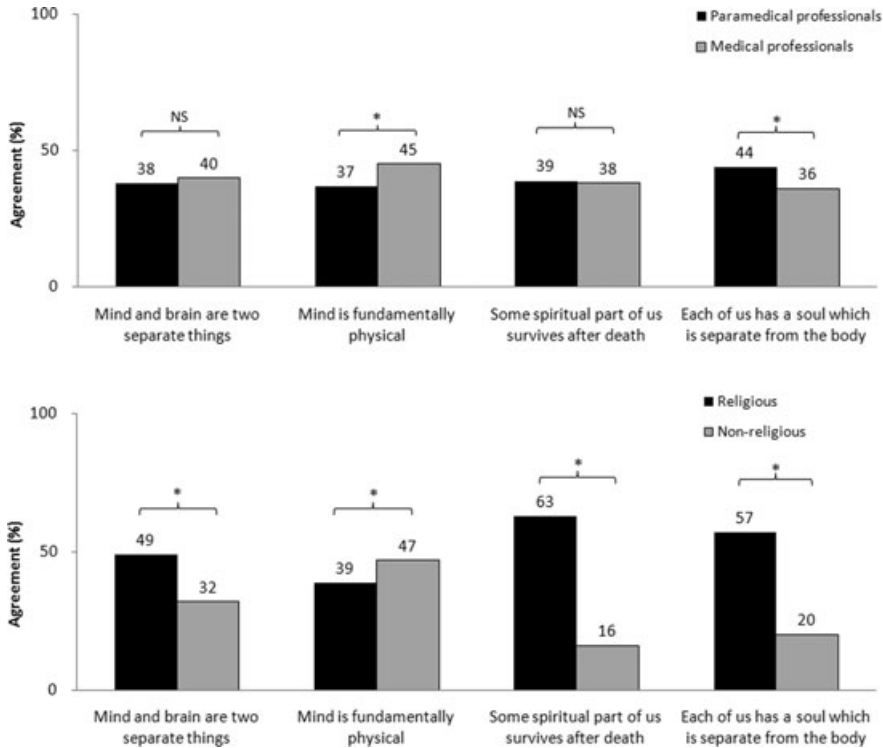 100
Paramedical professionals
Medical professionals
NS
*
NS
*
Agreement (%)
50
38
40
37
45
39
38
44
36
0
Mind and brain are two
separate things
Mind is fundamentally
physical
Some spiritual part of us
survives after death
Each of us has a soul which
is separate from the body
100
Religious
Non-religious
*
*
*
*
Agreement (%)
50
49
32
39
47
63
16
57
20
0
Mind and brain are two
separate things
Mind is fundamentally
physical
Some spiritual part of us
survives after death
Each of us has a soul which
is separate from the body